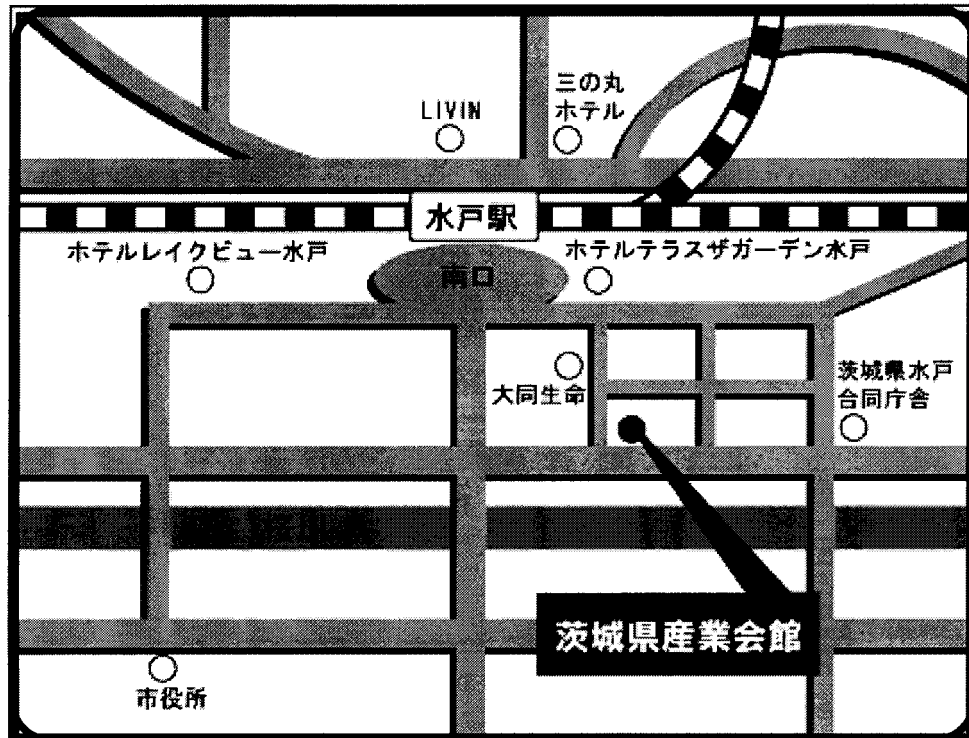 三の丸
ホテル
LIVIN
水戸駅
ホテルレイクビュー水戸
ホテルテラスザガーデン水戸
南口
大同生命
茨城県水戸
合同庁舎
茨城県産業会館
市役所